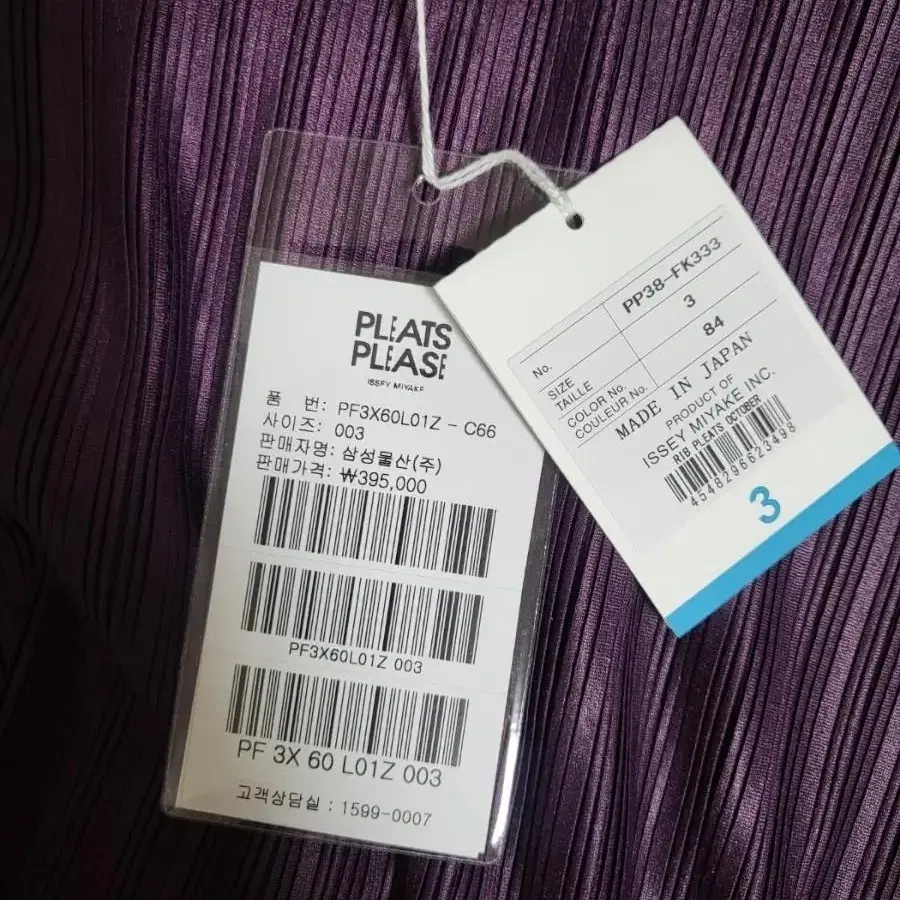 PLEATS
PLEASE
ISSEY MIYAKE
품 번: PF3X60L01Z - C66
사이즈: 003
판매자명: 삼성물산(주)
판매가격: ₩395,000
PF3X60L01Z 003
PF 3X 60 L01Z 003
고객상담실 : 1599-0007
No. PP38-FK333
SIZE
TAILLE 3
COLOR No.
COULEUR No. 84
MADE IN JAPAN
PRODUCT OF
ISSEY MIYAKE INC.
RIB PLEATS OCTOBER
4548296623498
3